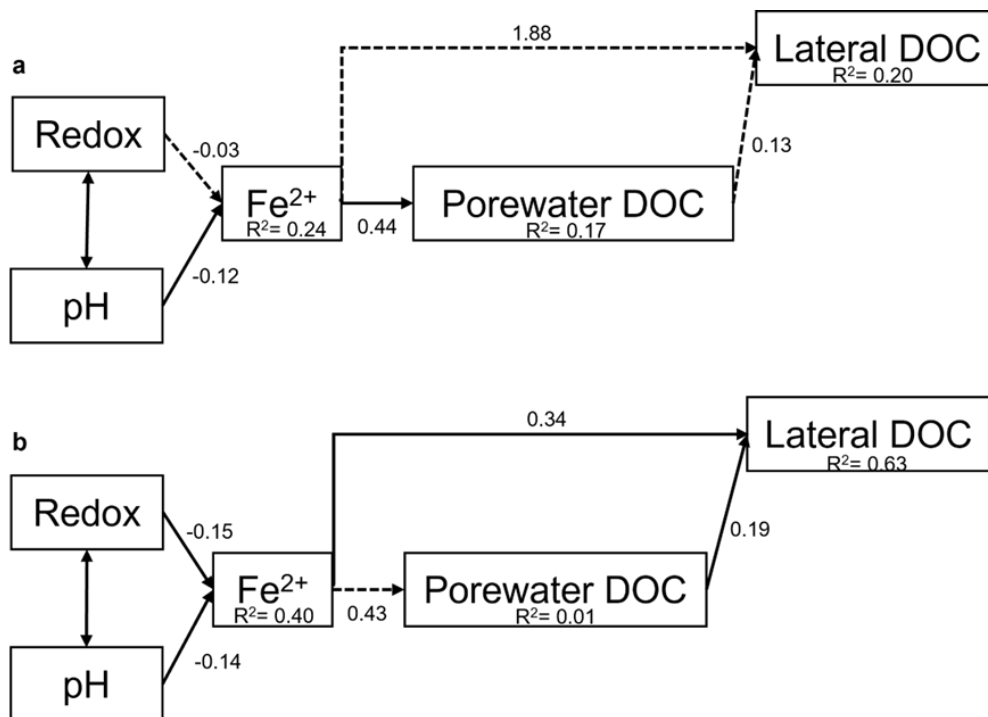 a
1.88
Lateral DOC
R²= 0.20
Redox
-0.03
0.13
Fe²⁺
R²= 0.24
0.44
Porewater DOC
R²= 0.17
-0.12
pH
b
0.34
Lateral DOC
R²= 0.63
Redox
-0.15
0.19
Fe²⁺
R²= 0.40
0.43
Porewater DOC
R²= 0.01
-0.14
pH